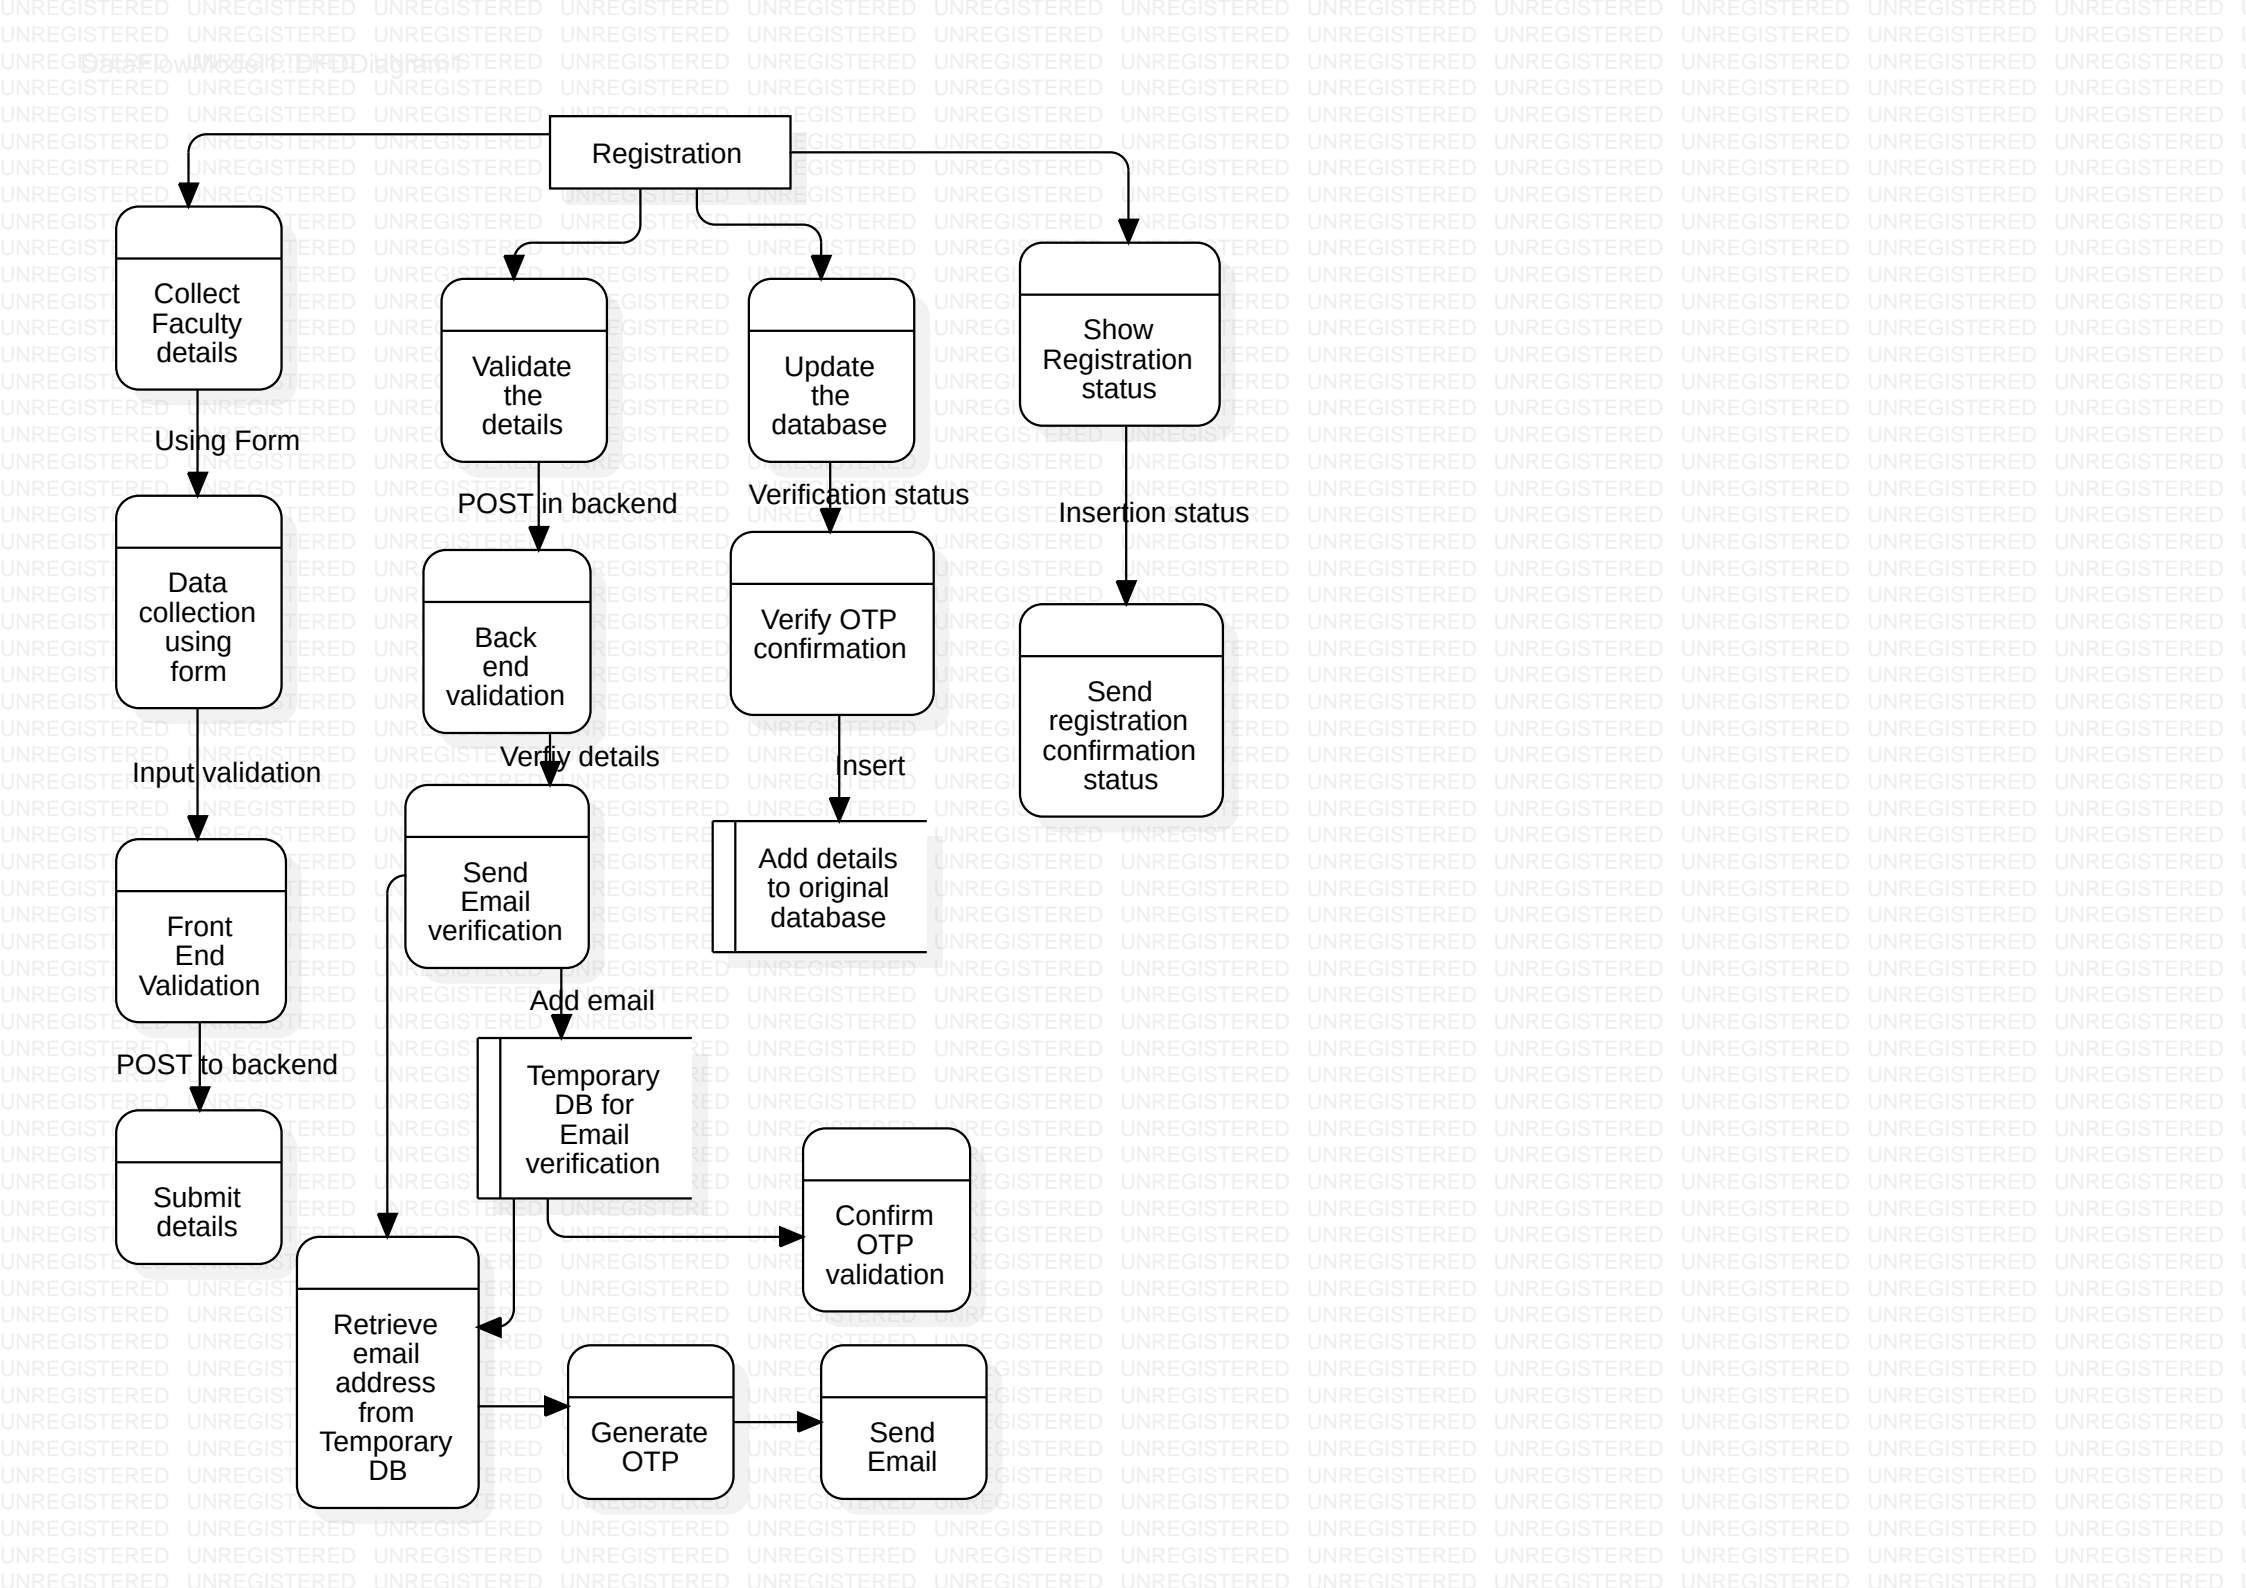 DataFlowModel1::DFDDiagram1
Registration
Collect
Faculty
details
Validate
the
details
Update
the
database
Show
Registration
status
Using Form
POST in backend
Verification status
Insertion status
Data
collection
using
form
Back
end
validation
Verify OTP
confirmation
Send
registration
confirmation
status
Input validation
Verfiy details
Insert
Front
End
Validation
Send
Email
verification
Add details
to original
database
POST to backend
Add email
Submit
details
Temporary
DB for
Email
verification
Confirm
OTP
validation
Retrieve
email
address
from
Temporary
DB
Generate
OTP
Send
Email
UNREGISTERED